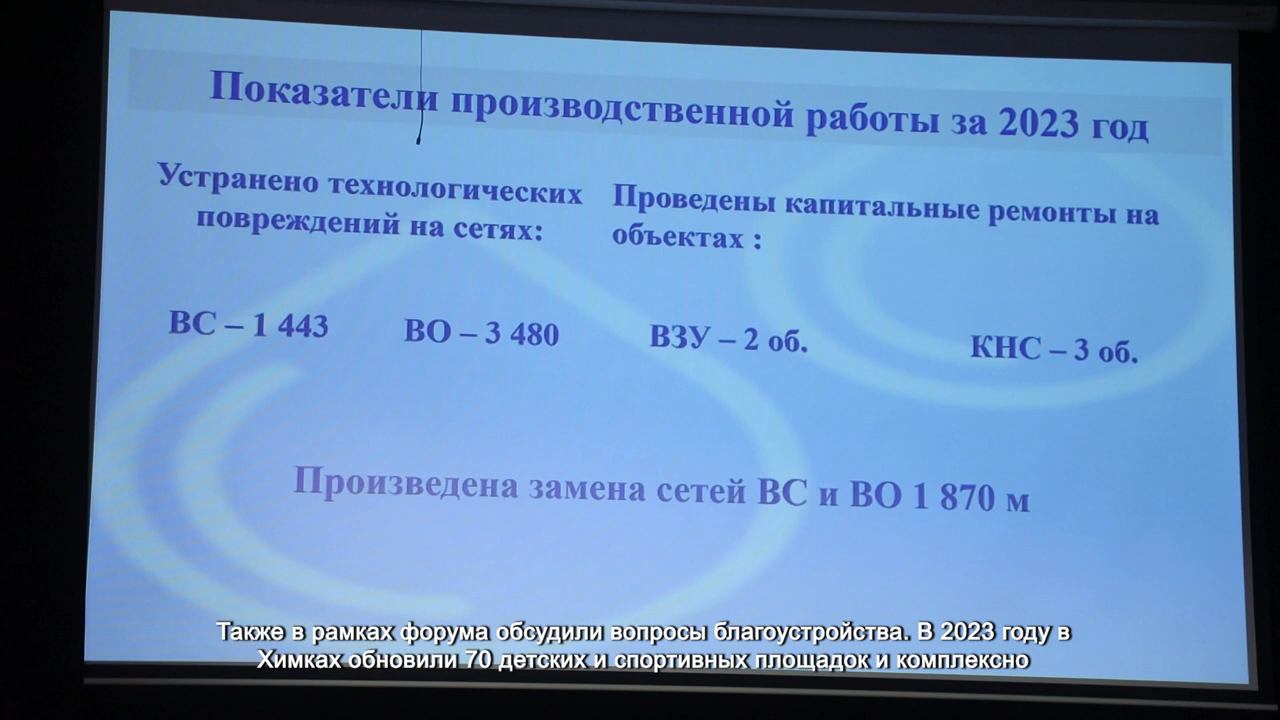 Показатели производственной работы за 2023 год
Устранено технологических
повреждений на сетях:
Проведены капитальные ремонты на
объектах :
ВС – 1 443
ВО – 3 480
ВЗУ – 2 об.
КНС – 3 об.
Произведена замена сетей ВС и ВО 1 870 м
Также в рамках форума обсудили вопросы благоустройства. В 2023 году в
Химках обновили 70 детских и спортивных площадок и комплексно